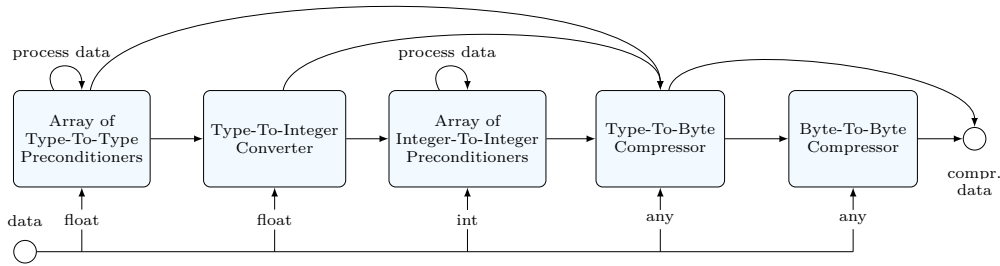 process data
process data
Array of
Type-To-Type
Preconditioners
Type-To-Integer
Converter
Array of
Integer-To-Integer
Preconditioners
Type-To-Byte
Compressor
Byte-To-Byte
Compressor
compr.
data
data
float
float
int
any
any